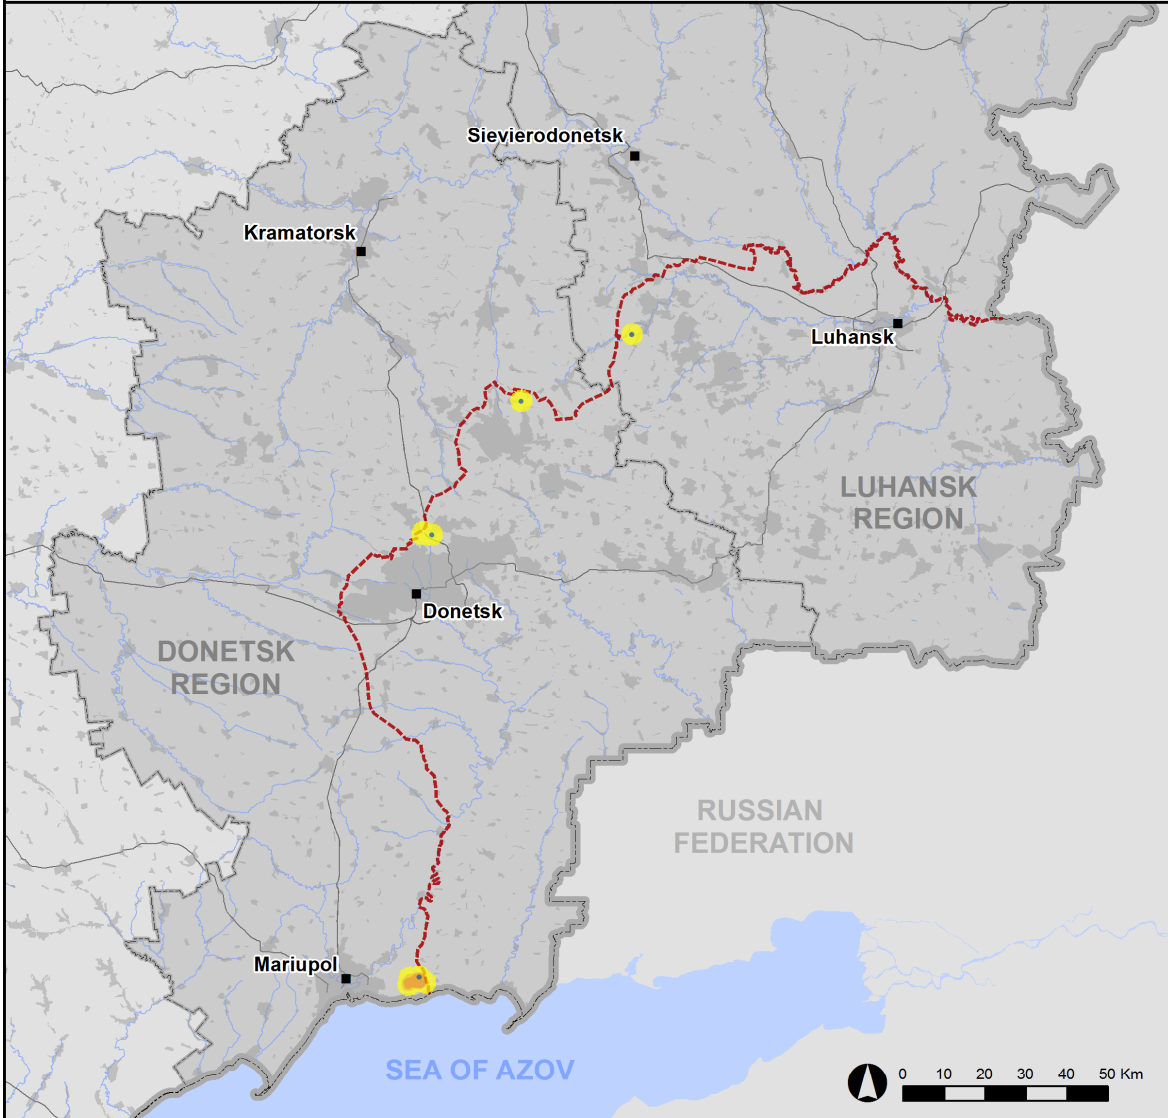 Sievierodonetsk
Kramatorsk
Luhansk
LUHANSK
REGION
Donetsk
DONETSK
REGION
RUSSIAN
FEDERATION
Mariupol
SEA OF AZOV
0 10 20 30 40 50 Km